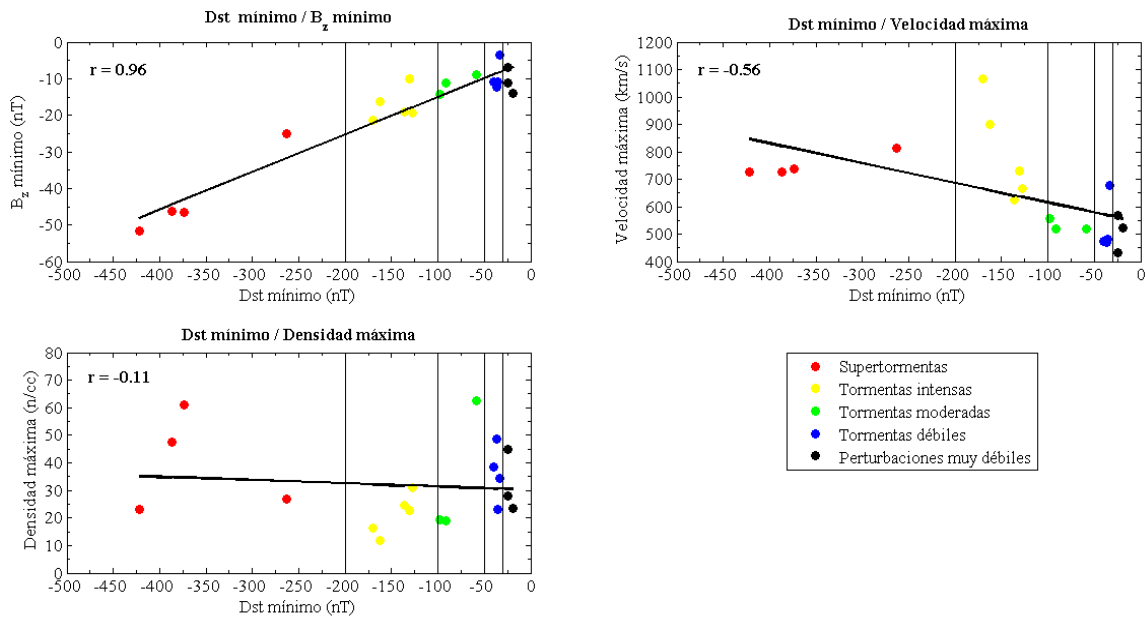 Dst mínimo / Bz mínimo
r = 0.96
0
-10
-20
-30
-40
-50
-60
-500 -450 -400 -350 -300 -250 -200 -150 -100 -50 0
Bz mínimo (nT)
Dst mínimo (nT)
Dst mínimo / Velocidad máxima
r = -0.56
1200
1100
1000
900
800
700
600
500
400
-500 -450 -400 -350 -300 -250 -200 -150 -100 -50 0
Velocidad máxima (km/s)
Dst mínimo (nT)
Dst mínimo / Densidad máxima
r = -0.11
80
70
60
50
40
30
20
10
0
-500 -450 -400 -350 -300 -250 -200 -150 -100 -50 0
Densidad máxima (n/cc)
Dst mínimo (nT)
Supertormentas
Tormentas intensas
Tormentas moderadas
Tormentas débiles
Perturbaciones muy débiles